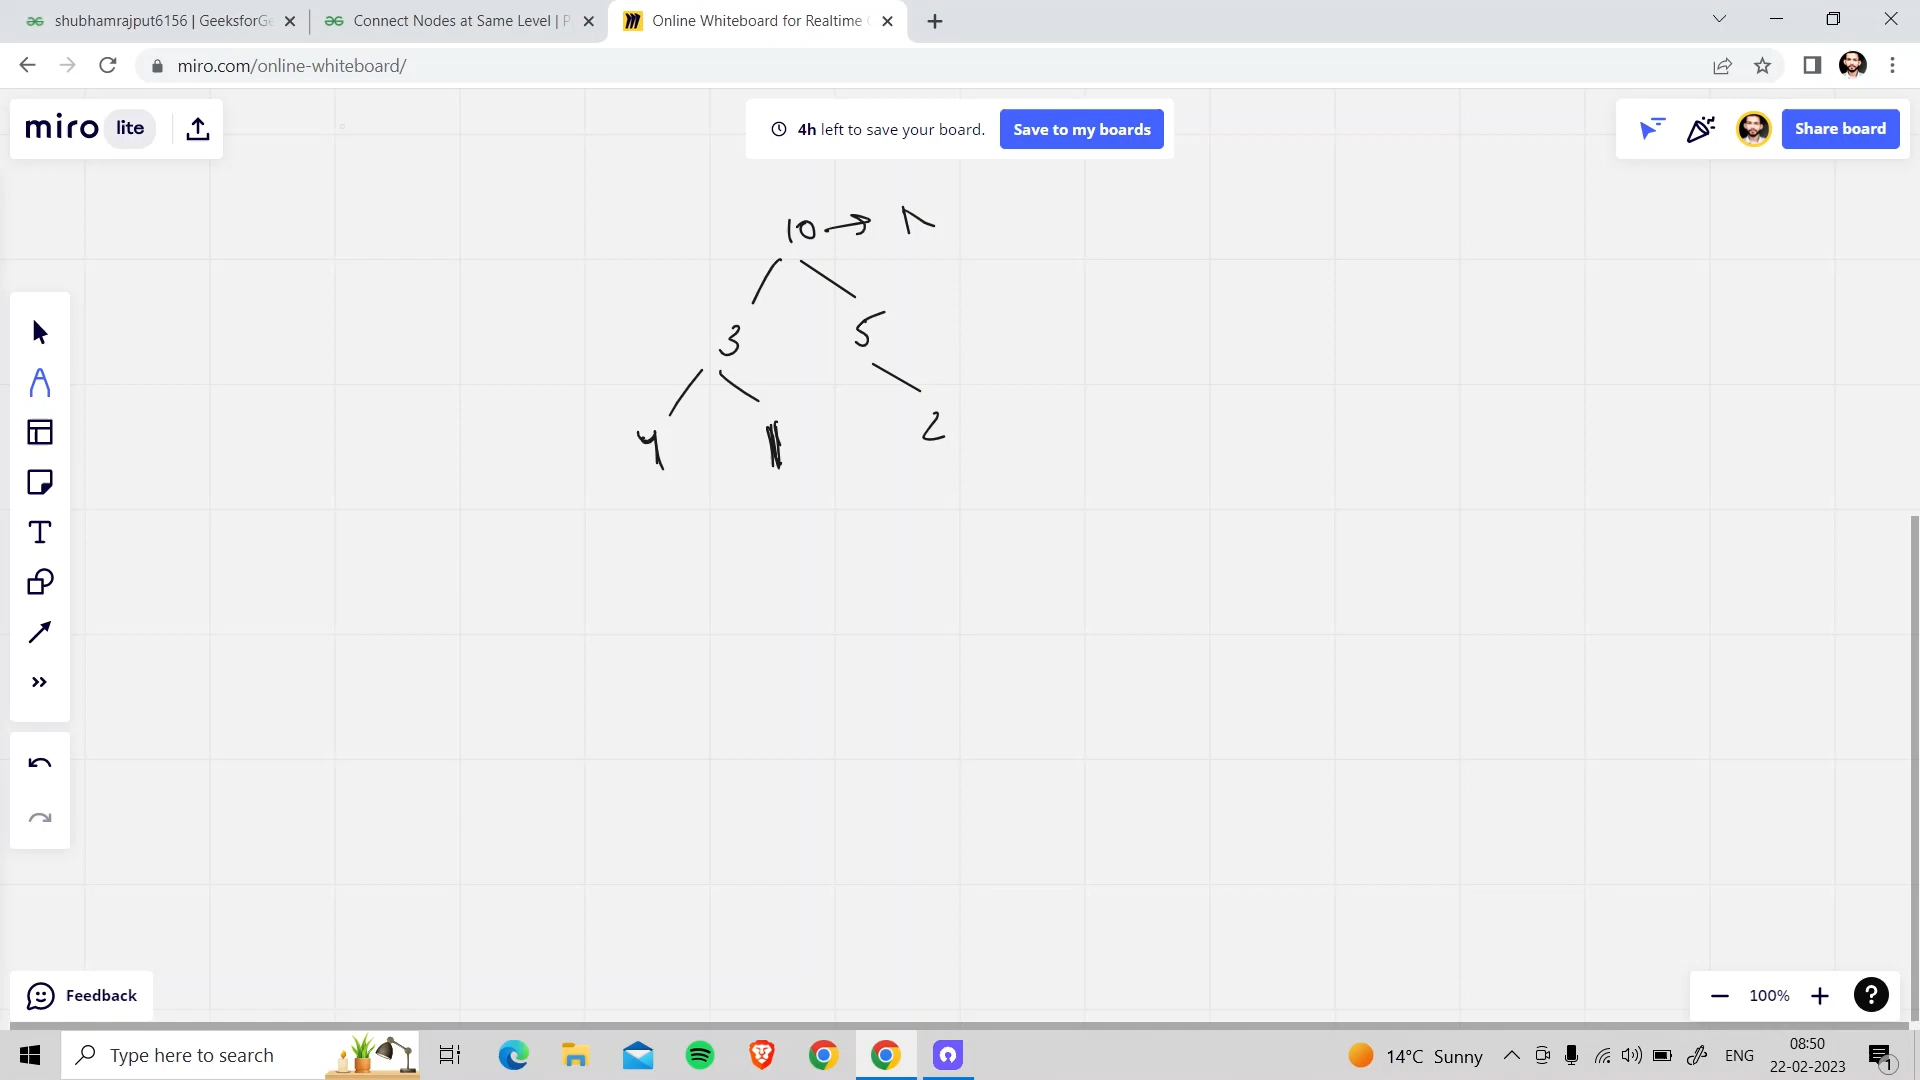 shubhamrajput6156 | GeeksforGe
Connect Nodes at Same Level | P
Online Whiteboard for Realtime C
miro.com/online-whiteboard/
miro lite
4h left to save your board.
Save to my boards
Share board
10
3
5
4
2
T
Feedback
100%
?
Type here to search
14°C Sunny
ENG
08:50
22-02-2023
1